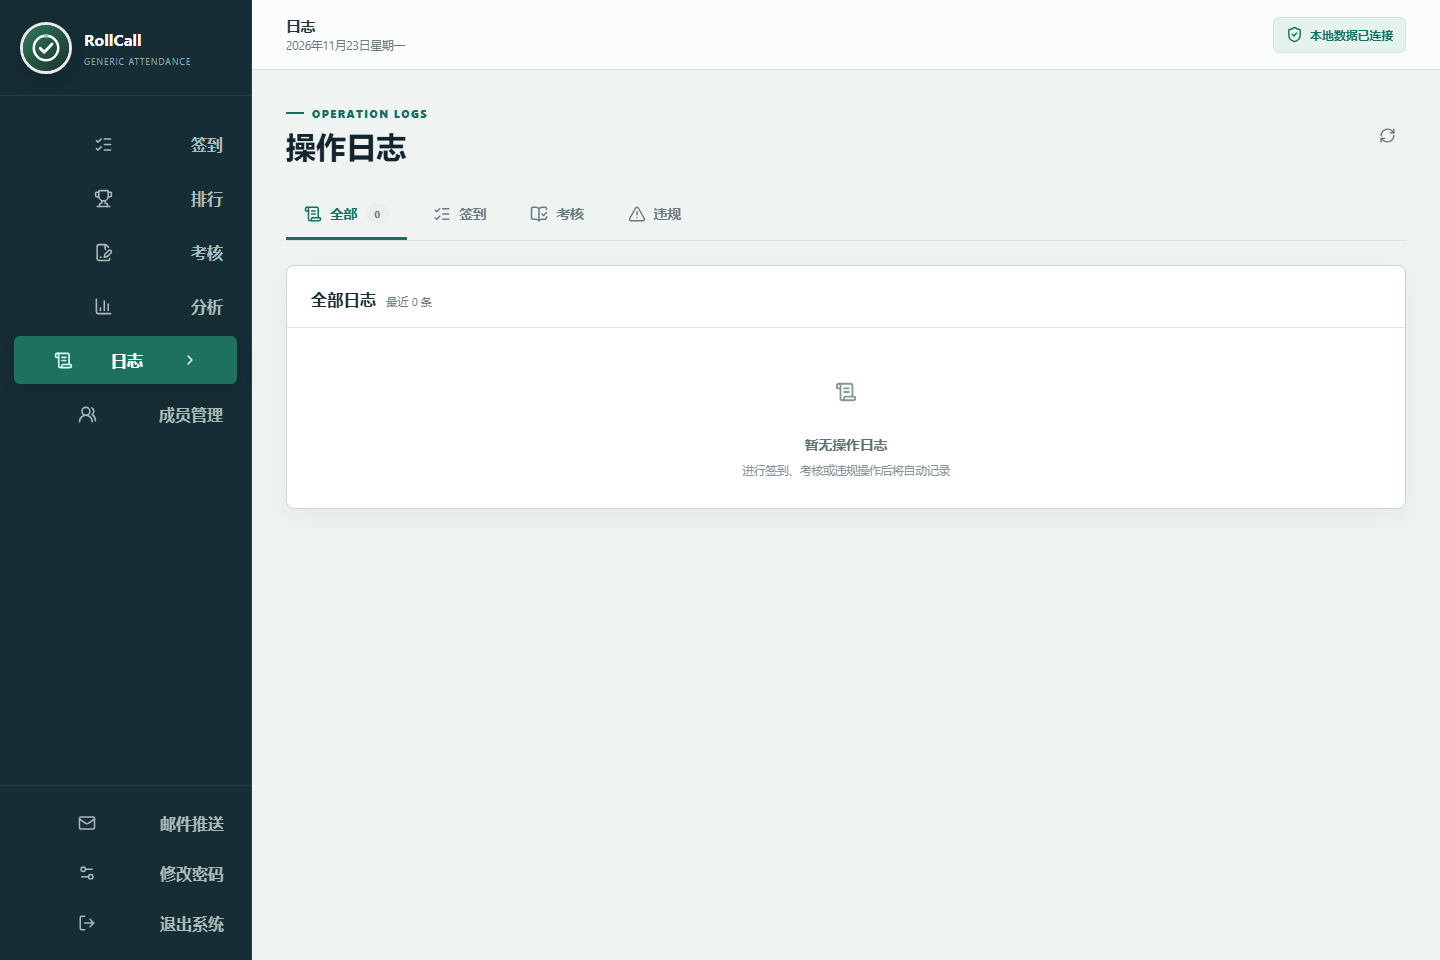 RollCall
GENERIC ATTENDANCE
签到
排行
考核
分析
日志
成员管理
邮件推送
修改密码
退出系统
日志
2026年11月23日星期一
本地数据已连接
OPERATION LOGS
操作日志
全部 0
签到
考核
违规
全部日志 最近 0 条
暂无操作日志
进行签到、考核或违规操作后将自动记录